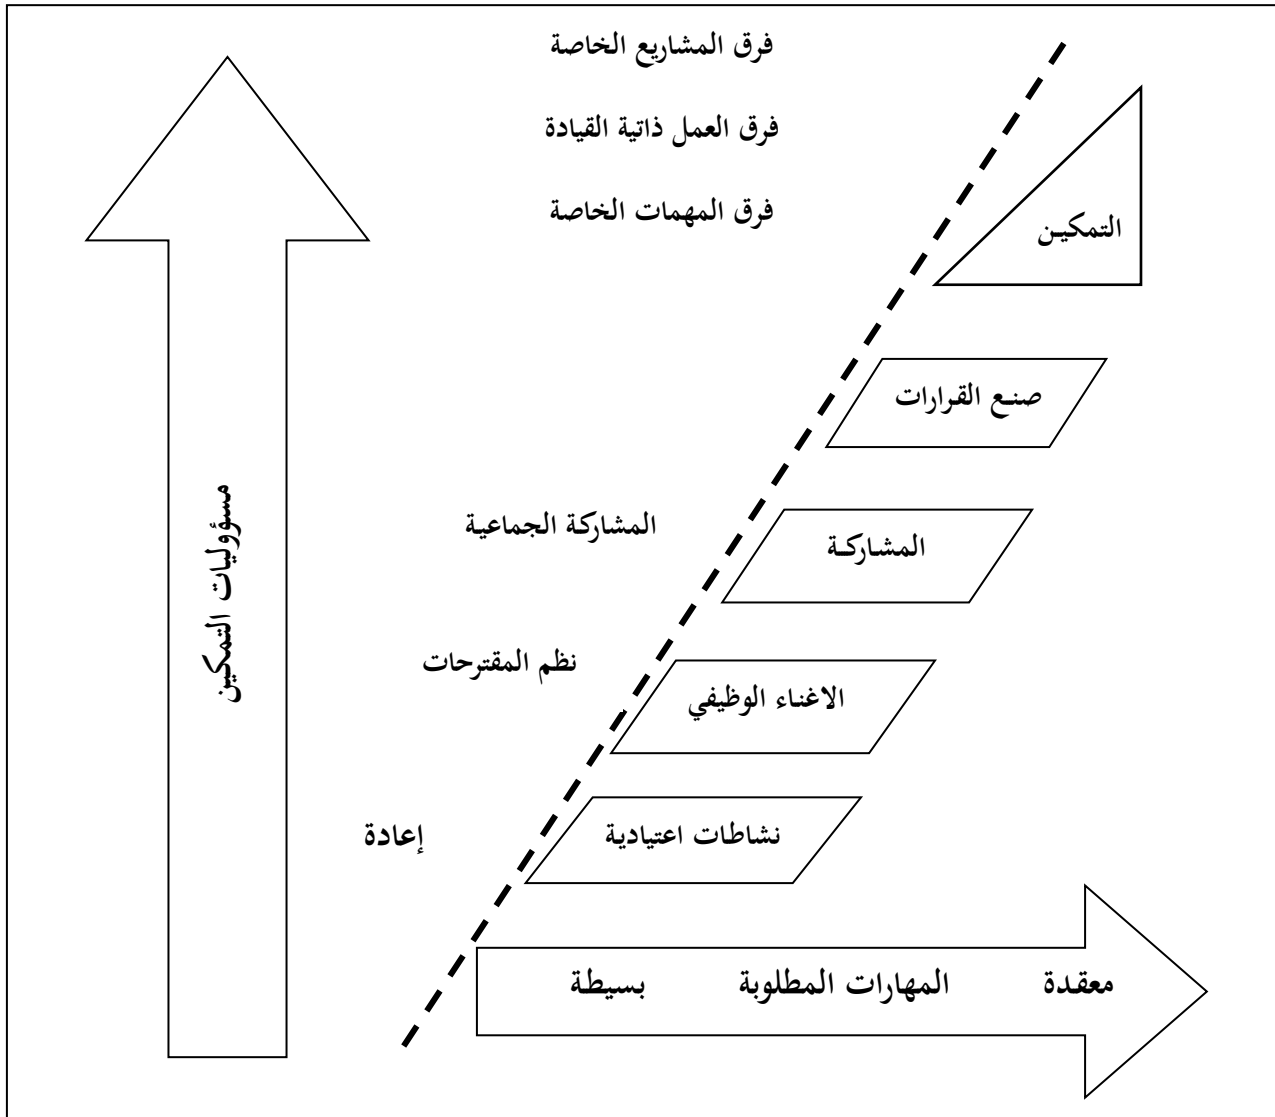 فرق المشاريع الخاصة
فرق العمل ذاتية القيادة
فرق المهمات الخاصة
التمكين
صنع القرارات
المشاركة الجماعية
المشاركة
نظم المقترحات
الاغناء الوظيفي
إعادة
نشاطات اعتيادية
مسؤوليات التمكين
معقدة المهارات المطلوبة بسيطة